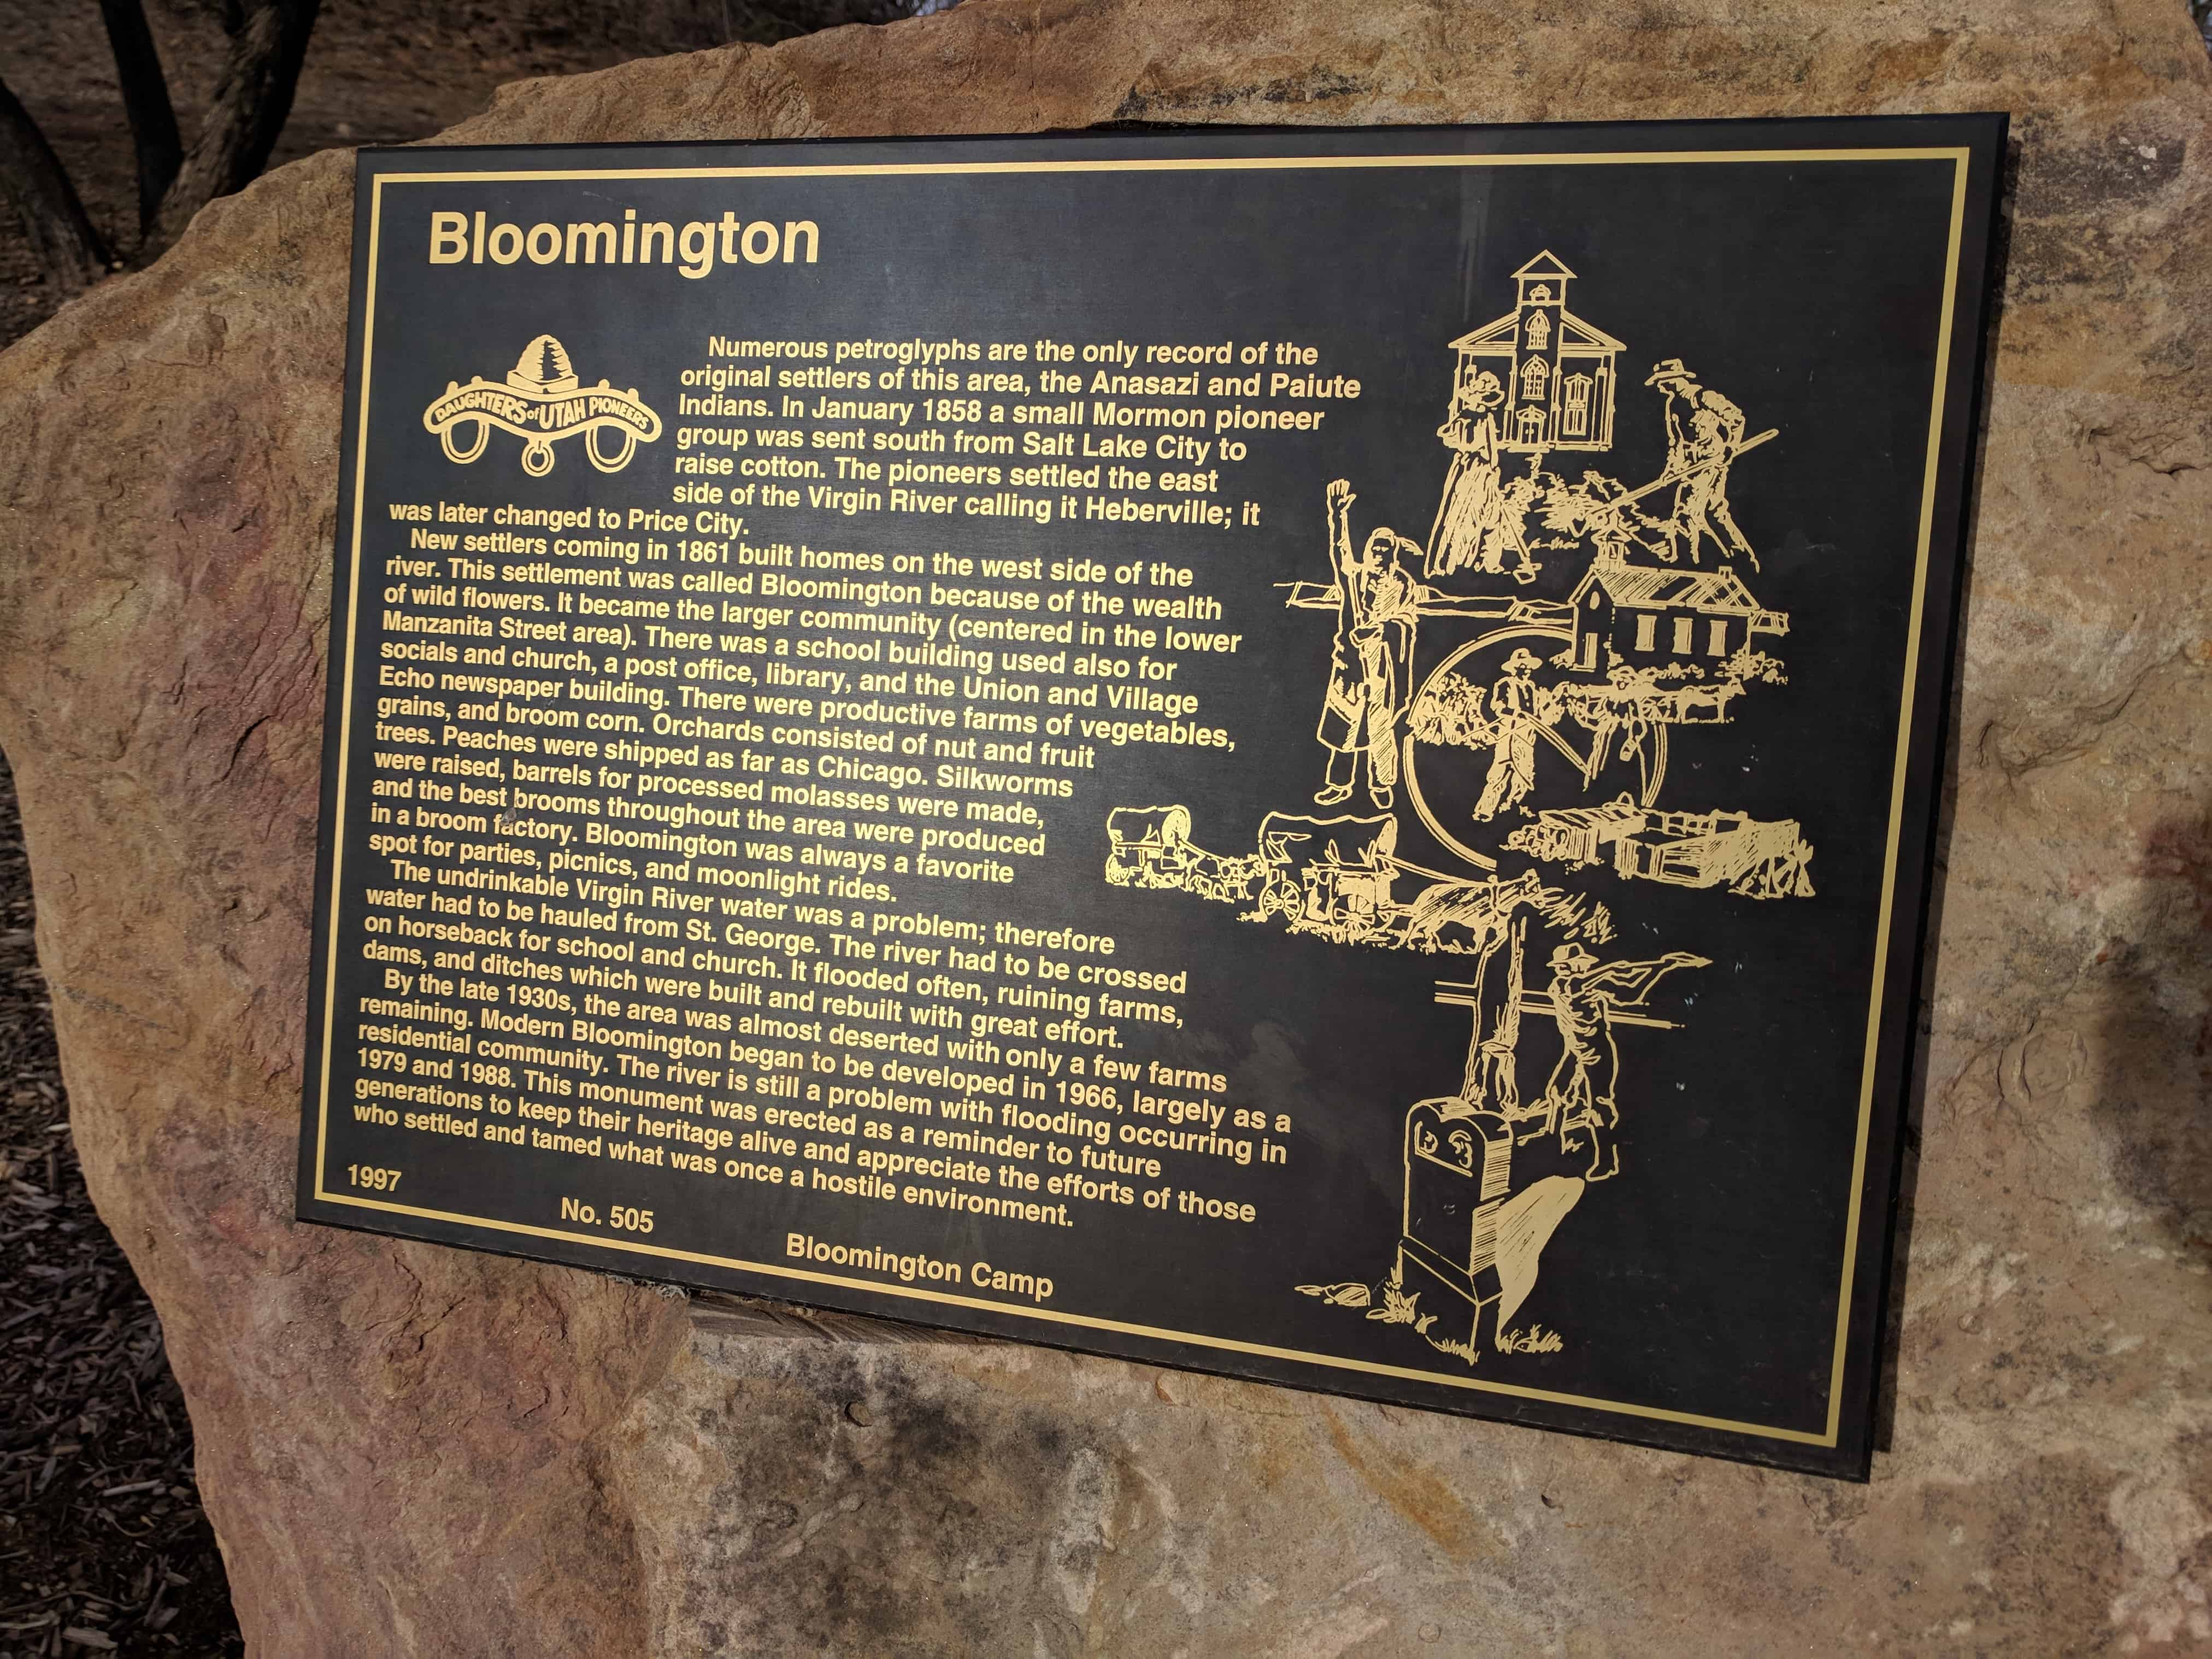 Bloomington
DAUGHTERS of UTAH PIONEERS
Numerous petroglyphs are the only record of the
original settlers of this area, the Anasazi and Paiute
Indians. In January 1858 a small Mormon pioneer
group was sent south from Salt Lake City to
raise cotton. The pioneers settled the east
side of the Virgin River calling it Heberville; it
was later changed to Price City.
New settlers coming in 1861 built homes on the west side of the
river. This settlement was called Bloomington because of the wealth
of wild flowers. It became the larger community (centered in the lower
Manzanita Street area). There was a school building used also for
socials and church, a post office, library, and the Union and Village
Echo newspaper building. There were productive farms of vegetables,
grains, and broom corn. Orchards consisted of nut and fruit
trees. Peaches were shipped as far as Chicago. Silkworms
were raised, barrels for processed molasses were made,
and the best brooms throughout the area were produced
in a broom factory. Bloomington was always a favorite
spot for parties, picnics, and moonlight rides.
The undrinkable Virgin River water was a problem; therefore
water had to be hauled from St. George. The river had to be crossed
on horseback for school and church. It flooded often, ruining farms,
dams, and ditches which were built and rebuilt with great effort.
By the late 1930s, the area was almost deserted with only a few farms
remaining. Modern Bloomington began to be developed in 1966, largely as a
residential community. The river is still a problem with flooding occurring in
1979 and 1988. This monument was erected as a reminder to future
generations to keep their heritage alive and appreciate the efforts of those
who settled and tamed what was once a hostile environment.
1997
No. 505
Bloomington Camp